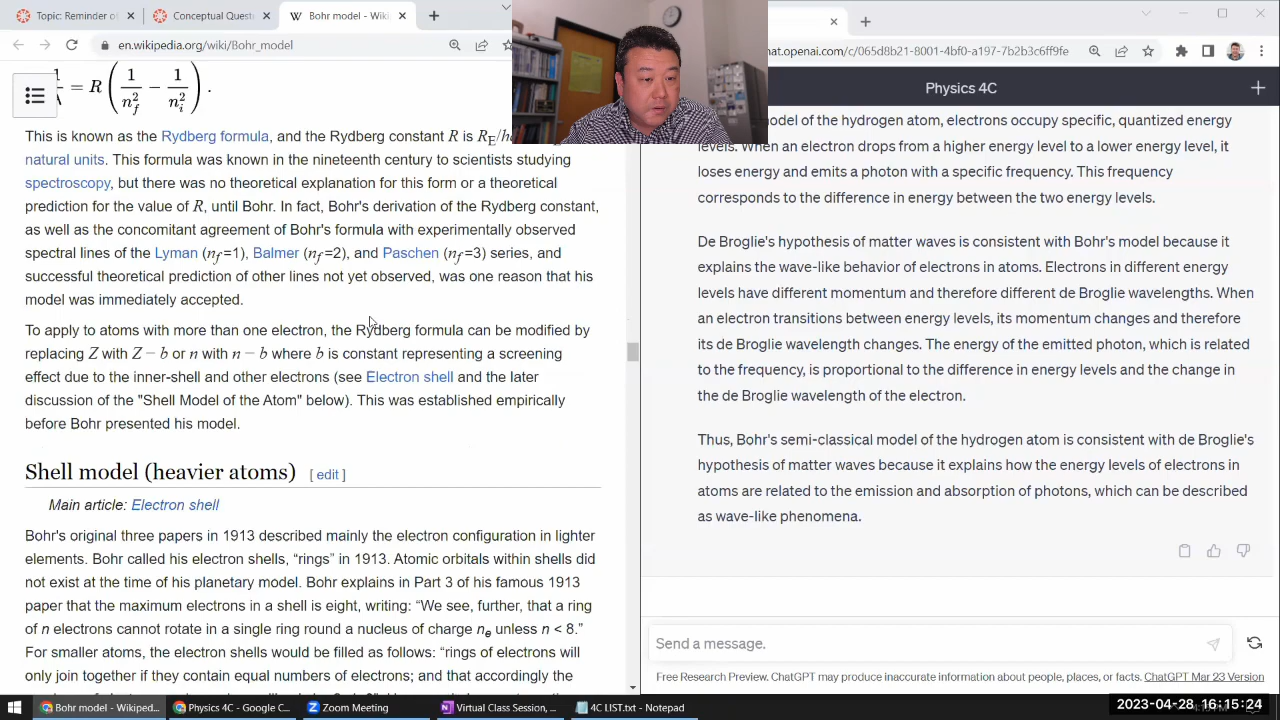 Topic: Reminder of
Conceptual Questi
Bohr model - Wiki
en.wikipedia.org/wiki/Bohr_model
hat.openai.com/c/065d8b21-8001-4bf0-a197-7b2b3c6ff9fe
Physics 4C
= R ( 1/n_f^2 − 1/n_i^2 ) .
This is known as the Rydberg formula, and the Rydberg constant R is R_E/h
natural units. This formula was known in the nineteenth century to scientists studying
spectroscopy, but there was no theoretical explanation for this form or a theoretical
prediction for the value of R, until Bohr. In fact, Bohr's derivation of the Rydberg constant,
as well as the concomitant agreement of Bohr's formula with experimentally observed
spectral lines of the Lyman (n_f=1), Balmer (n_f=2), and Paschen (n_f=3) series, and
successful theoretical prediction of other lines not yet observed, was one reason that his
model was immediately accepted.
To apply to atoms with more than one electron, the Rydberg formula can be modified by
replacing Z with Z − b or n with n − b where b is constant representing a screening
effect due to the inner-shell and other electrons (see Electron shell and the later
discussion of the "Shell Model of the Atom" below). This was established empirically
before Bohr presented his model.
Shell model (heavier atoms) [ edit ]
Main article: Electron shell
Bohr's original three papers in 1913 described mainly the electron configuration in lighter
elements. Bohr called his electron shells, “rings” in 1913. Atomic orbitals within shells did
not exist at the time of his planetary model. Bohr explains in Part 3 of his famous 1913
paper that the maximum electrons in a shell is eight, writing: “We see, further, that a ring
of n electrons cannot rotate in a single ring round a nucleus of charge ne unless n < 8.”
For smaller atoms, the electron shells would be filled as follows: “rings of electrons will
only join together if they contain equal numbers of electrons; and that accordingly the
odel of the hydrogen atom, electrons occupy specific, quantized energy
levels. When an electron drops from a higher energy level to a lower energy level, it
loses energy and emits a photon with a specific frequency. This frequency
corresponds to the difference in energy between the two energy levels.
De Broglie's hypothesis of matter waves is consistent with Bohr's model because it
explains the wave-like behavior of electrons in atoms. Electrons in different energy
levels have different momentum and therefore different de Broglie wavelengths. When
an electron transitions between energy levels, its momentum changes and therefore
its de Broglie wavelength changes. The energy of the emitted photon, which is related
to the frequency, is proportional to the difference in energy levels and the change in
the de Broglie wavelength of the electron.
Thus, Bohr's semi-classical model of the hydrogen atom is consistent with de Broglie's
hypothesis of matter waves because it explains how the energy levels of electrons in
atoms are related to the emission and absorption of photons, which can be described
as wave-like phenomena.
Send a message.
Free Research Preview. ChatGPT may produce inaccurate information about people, places, or facts. ChatGPT Mar 23 Version
Bohr model - Wikiped...
Physics 4C - Google C...
Zoom Meeting
Virtual Class Session, ...
4C LIST.txt - Notepad
2023-04-28 16:15:24